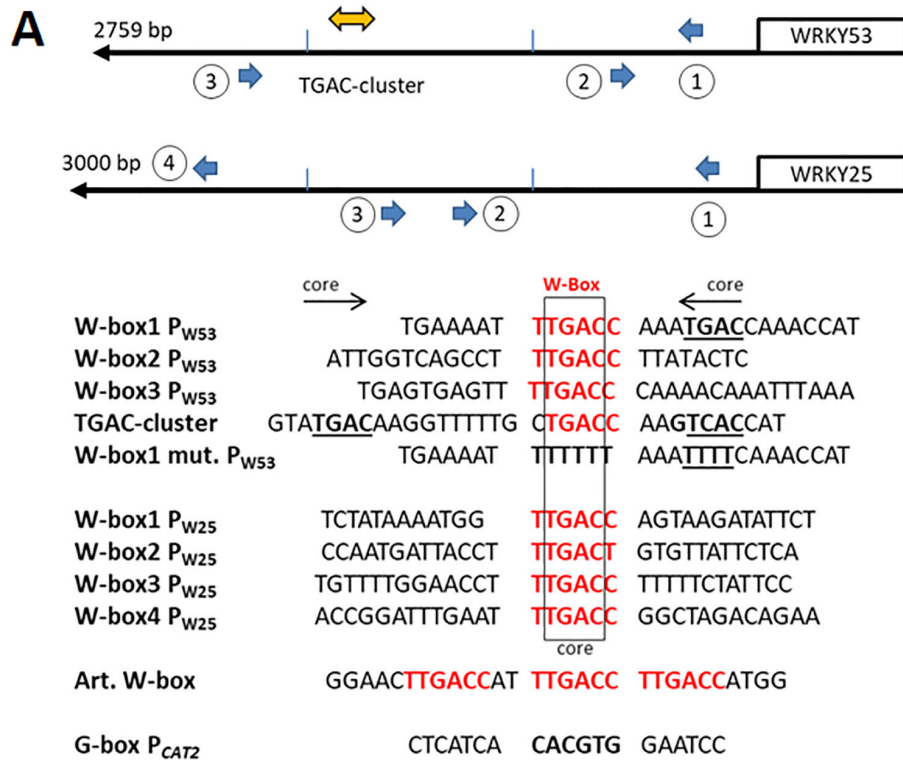 A
2759 bp
WRKY53
3 TGAC-cluster 2 1
3000 bp 4
WRKY25
3 2 1
core W-Box core
W-box1 PW53 TGAAAAT TTGACC AAATGACCAAACCAT
W-box2 PW53 ATTGGTCAGCCT TTGACC TTATACTC
W-box3 PW53 TGAGTGAGTT TTGACC CAAAACAAATTTAAA
TGAC-cluster GTATGACAAGGTTTTTG CTGACC AAGTCACCAT
W-box1 mut. PW53 TGAAAAT TTTTTT AAATTTTCAAACCAT
W-box1 PW25 TCTATAAAATGG TTGACC AGTAAGATATTCT
W-box2 PW25 CCAATGATTACCT TTGACT GTGTTATTCTCA
W-box3 PW25 TGTTTTGGAACCT TTGACC TTTTTCTATTCC
W-box4 PW25 ACCGGATTTGAAT TTGACC GGCTAGACAGAA
core
Art. W-box GGAACTTGACCAT TTGACC TTGACCATGG
G-box PCAT2 CTCATCA CACGTG GAATCC